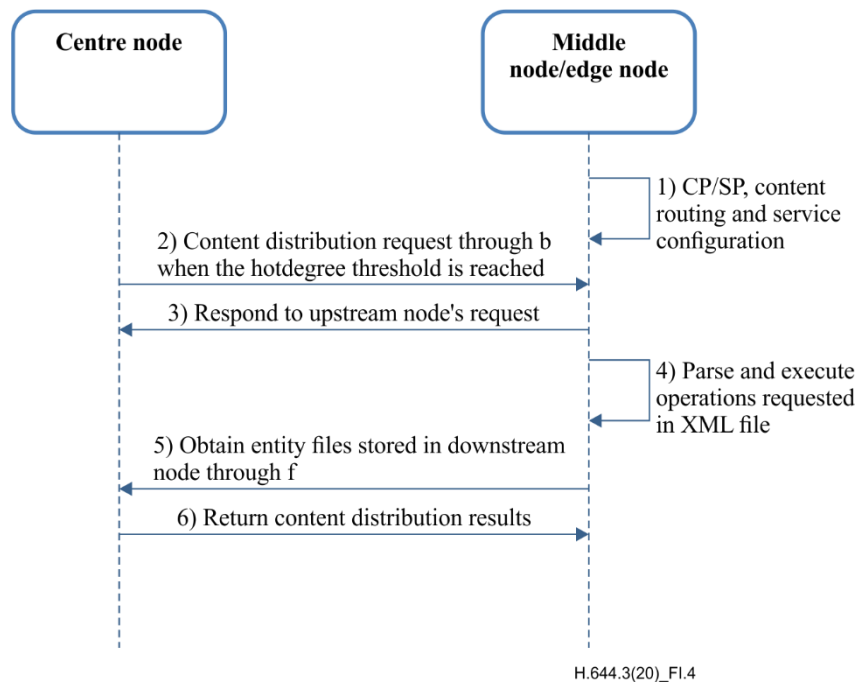 Centre node
Middle
node/edge node
1) CP/SP, content
routing and service
configuration
2) Content distribution request through b
when the hotdegree threshold is reached
3) Respond to upstream node's request
4) Parse and execute
operations requested
in XML file
5) Obtain entity files stored in downstream
node through f
6) Return content distribution results
H.644.3(20)_FI.4